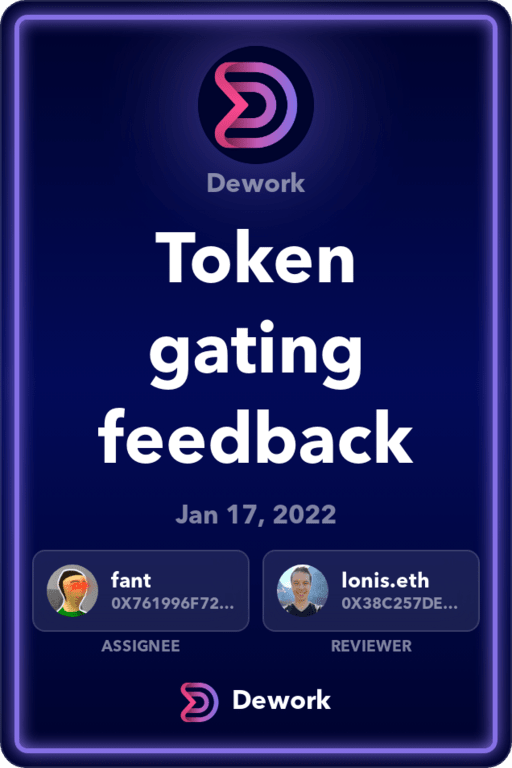 Dework
Token
gating
feedback
Jan 17, 2022
fant
0X761996F72...
ASSIGNEE
lonis.eth
0X38C257DE...
REVIEWER
Dework